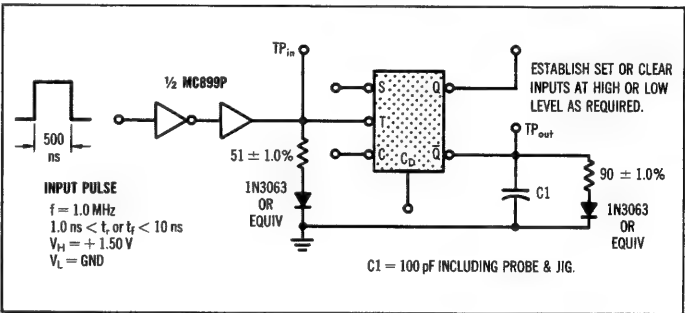 TPin
½ MC899P
ESTABLISH SET OR CLEAR
INPUTS AT HIGH OR LOW
LEVEL AS REQUIRED.
S
Q
T
C
CD
Q̅
TPout
500
ns
51 ± 1.0%
90 ± 1.0%
C1
INPUT PULSE
f = 1.0 MHz
1.0 ns < tr or tf < 10 ns
VH = + 1.50 V
VL = GND
1N3063
OR
EQUIV
1N3063
OR
EQUIV
C1 = 100 pF INCLUDING PROBE & JIG.